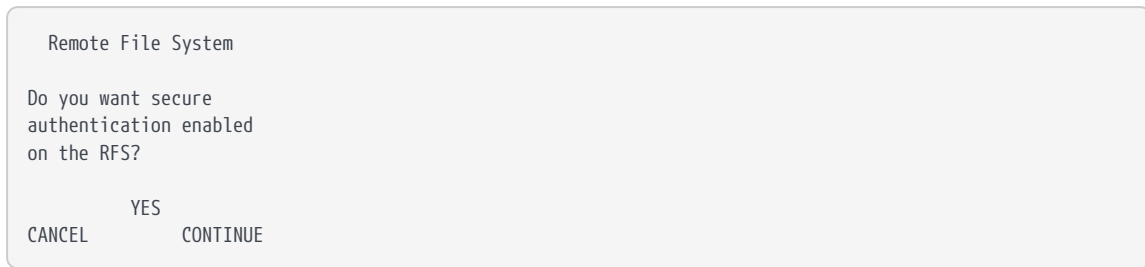 Remote File System
Do you want secure
authentication enabled
on the RFS?
YES
CANCEL CONTINUE